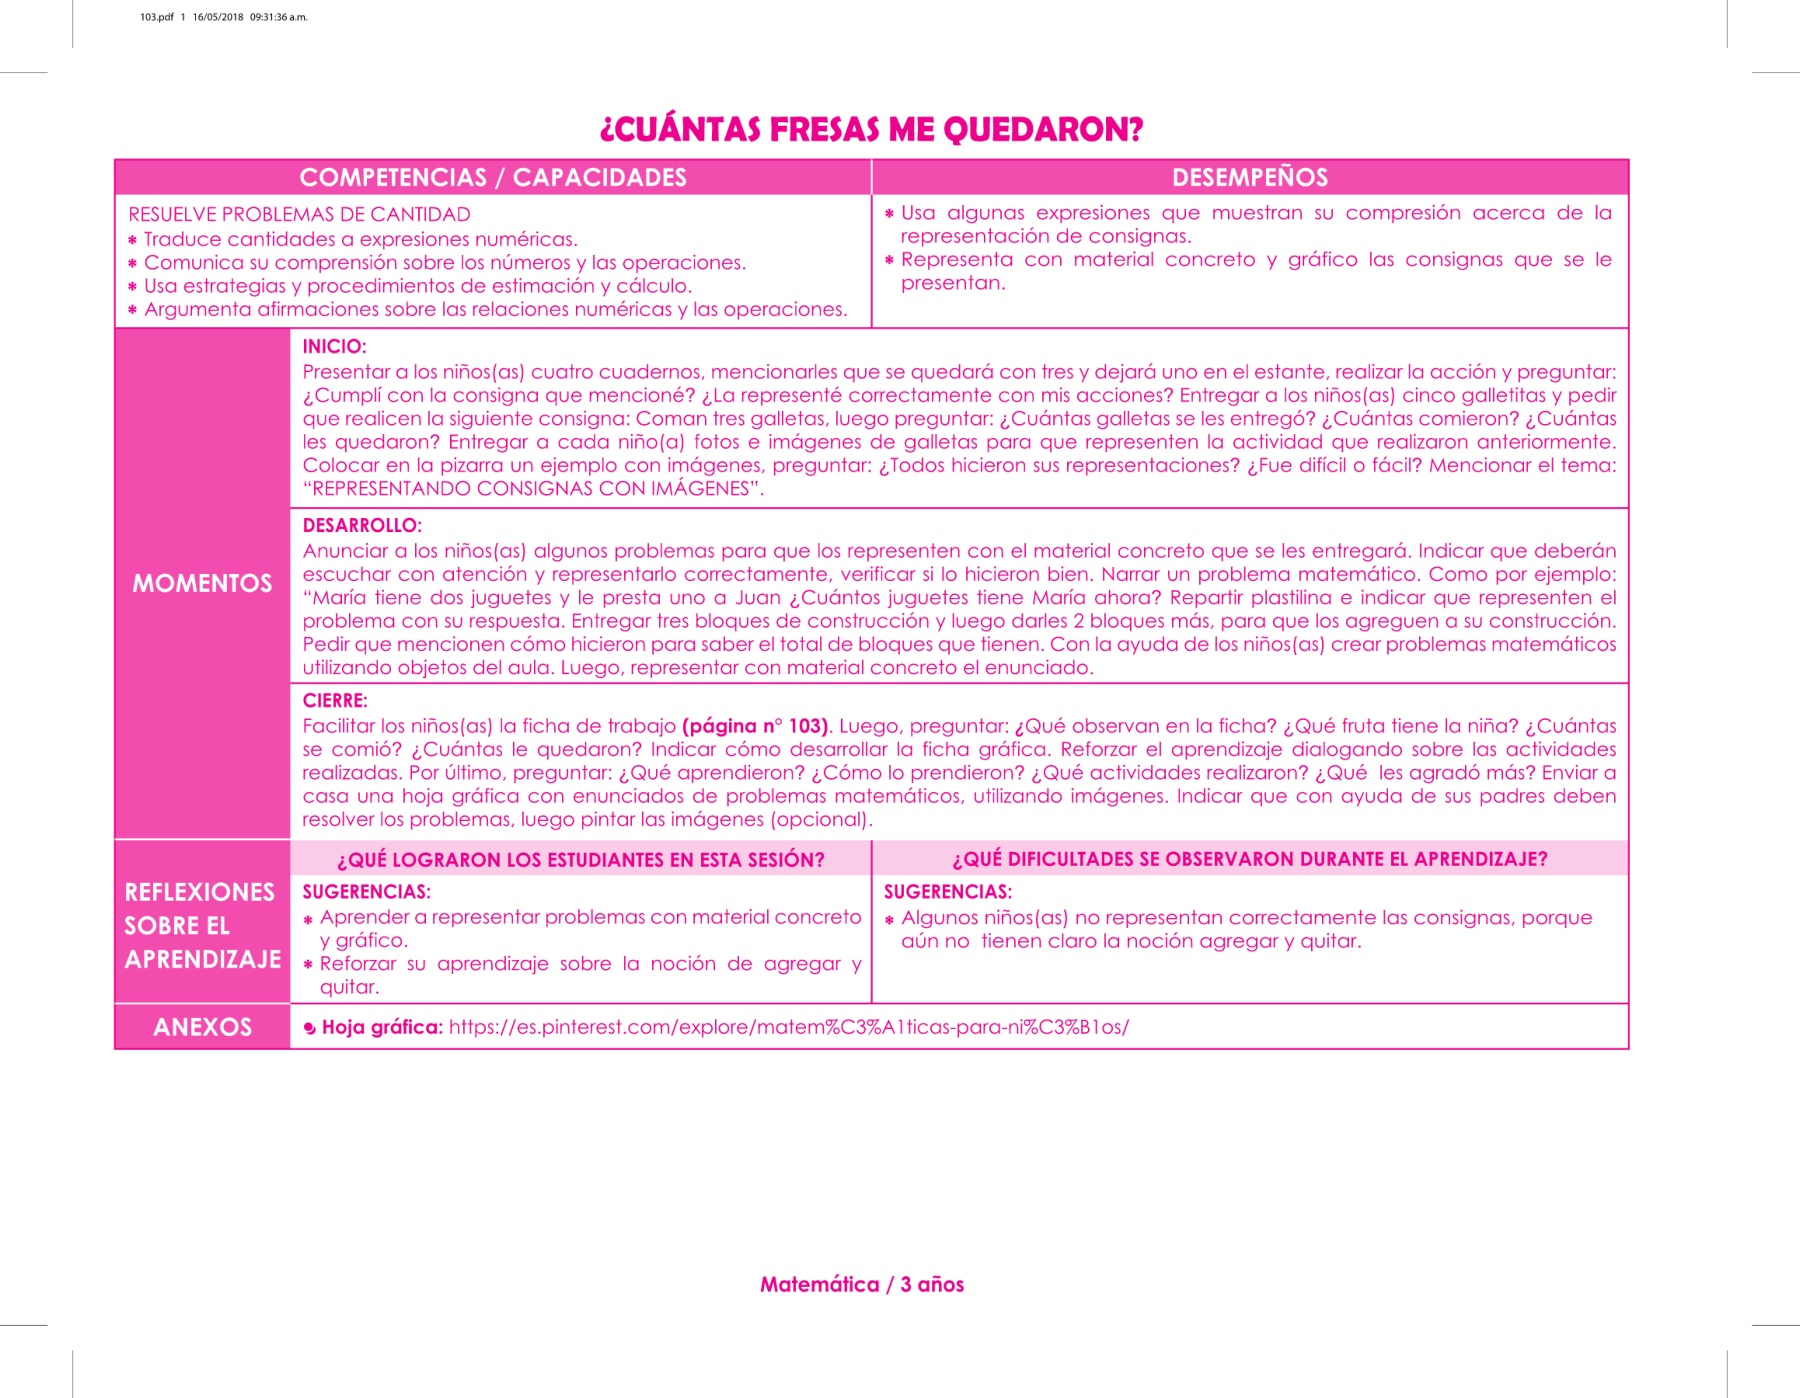 103.pdf 1 16/05/2018 09:31:36 a.m.
¿CUÁNTAS FRESAS ME QUEDARON?
COMPETENCIAS / CAPACIDADES
DESEMPEÑOS
RESUELVE PROBLEMAS DE CANTIDAD
* Traduce cantidades a expresiones numéricas.
* Comunica su comprensión sobre los números y las operaciones.
* Usa estrategias y procedimientos de estimación y cálculo.
* Argumenta afirmaciones sobre las relaciones numéricas y las operaciones.
* Usa algunas expresiones que muestran su compresión acerca de la
representación de consignas.
* Representa con material concreto y gráfico las consignas que se le
presentan.
MOMENTOS
INICIO:
Presentar a los niños(as) cuatro cuadernos, mencionarles que se quedará con tres y dejará uno en el estante, realizar la acción y preguntar:
¿Cumplí con la consigna que mencioné? ¿La representé correctamente con mis acciones? Entregar a los niños(as) cinco galletitas y pedir
que realicen la siguiente consigna: Coman tres galletas, luego preguntar: ¿Cuántas galletas se les entregó? ¿Cuántas comieron? ¿Cuántas
les quedaron? Entregar a cada niño(a) fotos e imágenes de galletas para que representen la actividad que realizaron anteriormente.
Colocar en la pizarra un ejemplo con imágenes, preguntar: ¿Todos hicieron sus representaciones? ¿Fue difícil o fácil? Mencionar el tema:
“REPRESENTANDO CONSIGNAS CON IMÁGENES”.
DESARROLLO:
Anunciar a los niños(as) algunos problemas para que los representen con el material concreto que se les entregará. Indicar que deberán
escuchar con atención y representarlo correctamente, verificar si lo hicieron bien. Narrar un problema matemático. Como por ejemplo:
“María tiene dos juguetes y le presta uno a Juan ¿Cuántos juguetes tiene María ahora? Repartir plastilina e indicar que representen el
problema con su respuesta. Entregar tres bloques de construcción y luego darles 2 bloques más, para que los agreguen a su construcción.
Pedir que mencionen cómo hicieron para saber el total de bloques que tienen. Con la ayuda de los niños(as) crear problemas matemáticos
utilizando objetos del aula. Luego, representar con material concreto el enunciado.
CIERRE:
Facilitar los niños(as) la ficha de trabajo (página n° 103). Luego, preguntar: ¿Qué observan en la ficha? ¿Qué fruta tiene la niña? ¿Cuántas
se comió? ¿Cuántas le quedaron? Indicar cómo desarrollar la ficha gráfica. Reforzar el aprendizaje dialogando sobre las actividades
realizadas. Por último, preguntar: ¿Qué aprendieron? ¿Cómo lo prendieron? ¿Qué actividades realizaron? ¿Qué les agradó más? Enviar a
casa una hoja gráfica con enunciados de problemas matemáticos, utilizando imágenes. Indicar que con ayuda de sus padres deben
resolver los problemas, luego pintar las imágenes (opcional).
REFLEXIONES
SOBRE EL
APRENDIZAJE
¿QUÉ LOGRARON LOS ESTUDIANTES EN ESTA SESIÓN?
SUGERENCIAS:
* Aprender a representar problemas con material concreto
y gráfico.
* Reforzar su aprendizaje sobre la noción de agregar y
quitar.
¿QUÉ DIFICULTADES SE OBSERVARON DURANTE EL APRENDIZAJE?
SUGERENCIAS:
* Algunos niños(as) no representan correctamente las consignas, porque
aún no tienen claro la noción agregar y quitar.
ANEXOS
Hoja gráfica: https://es.pinterest.com/explore/matem%C3%A1ticas-para-ni%C3%B1os/
Matemática / 3 años